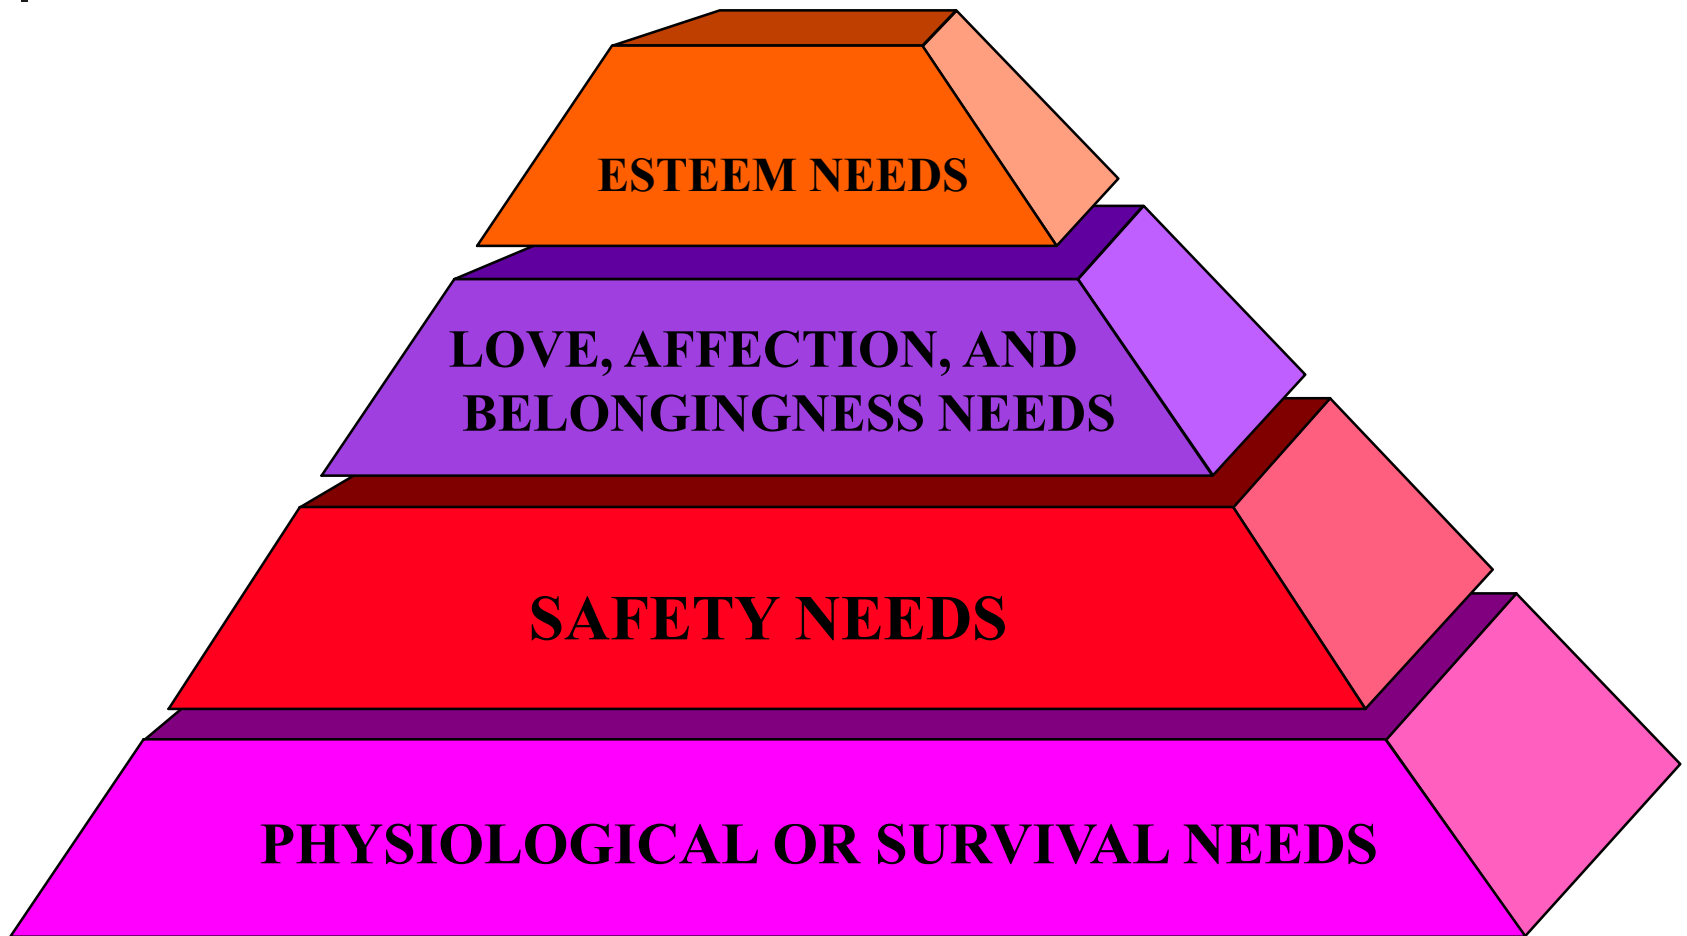 ESTEEM NEEDS
LOVE, AFFECTION, AND
BELONGINGNESS NEEDS
SAFETY NEEDS
PHYSIOLOGICAL OR SURVIVAL NEEDS